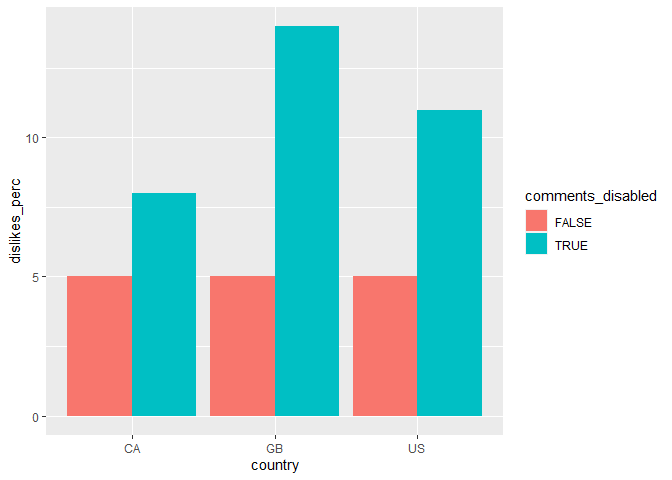 dislikes_perc
10
5
0
CA GB US
country
comments_disabled
FALSE
TRUE